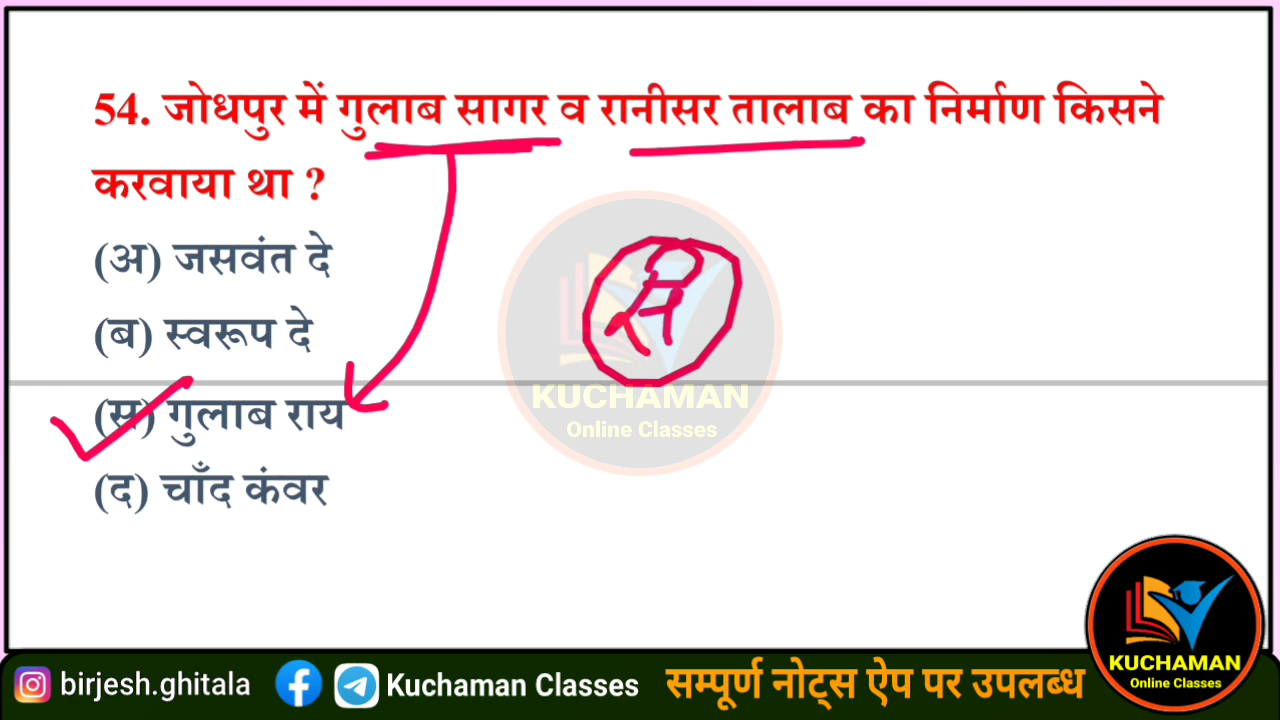 54. जोधपुर में गुलाब सागर व रानीसर तालाब का निर्माण किसने
करवाया था ?
(अ) जसवंत दे
(ब) स्वरूप दे
(स) गुलाब राय
(द) चाँद कंवर
स
KUCHAMAN
Online Classes
KUCHAMAN
Online Classes
birjesh.ghitala
Kuchaman Classes
सम्पूर्ण नोट्स ऐप पर उपलब्ध